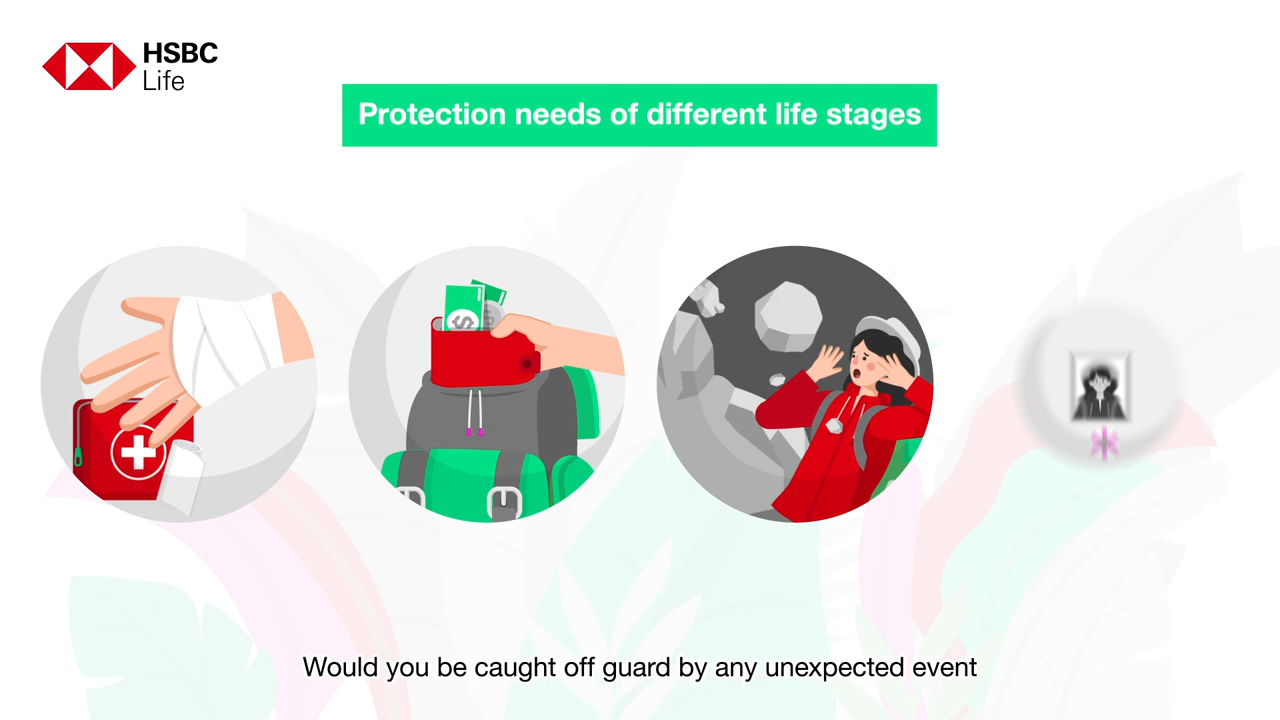 HSBC
Life
Protection needs of different life stages
$
Would you be caught off guard by any unexpected event